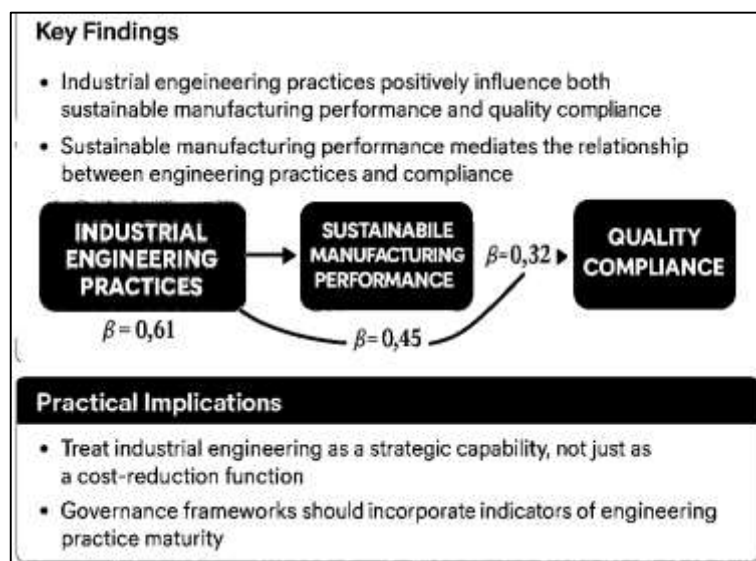 Key Findings
• Industrial engeineering practices positively influence both
sustainable manufacturing performance and quality compliance
• Sustainable manufacturing performance mediates the relationship
between engineering practices and compliance
INDUSTRIAL
ENGINEERING
PRACTICES
SUSTAINABILE
MANUFACTURING
PERFORMANCE
β=0,32
QUALITY
COMPLIANCE
β = 0,61
β=0,45
Practical Implications
• Treat industrial engineering as a strategic capability, not just as
a cost-reduction function
• Governance frameworks should incorporate indicators of engineering
practice maturity